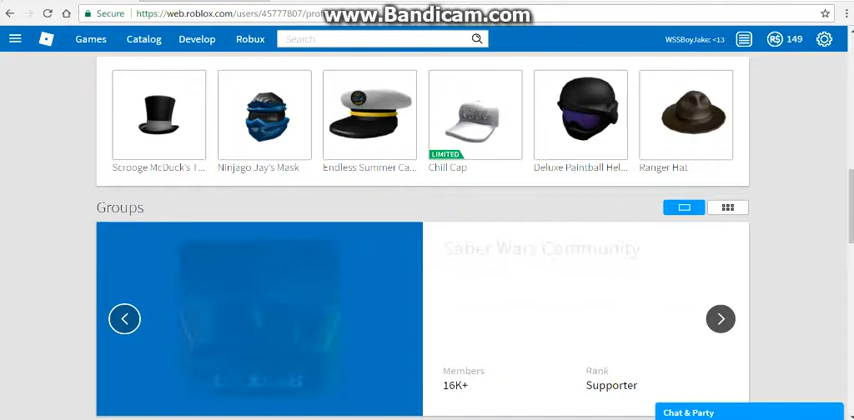 www.Bandicam.com
Secure https://web.roblox.com/users/45777807/pro
Games Catalog Develop Robux Search WSSBoyJake: <13 R$ 149
Scrooge McDuck's T... Ninjago Jay's Mask Endless Summer Ca... LIMITED Chill Cap Deluxe Paintball Hel... Ranger Hat
Groups
Saber Wars Community
Members Rank
16K+ Supporter
Chat & Party